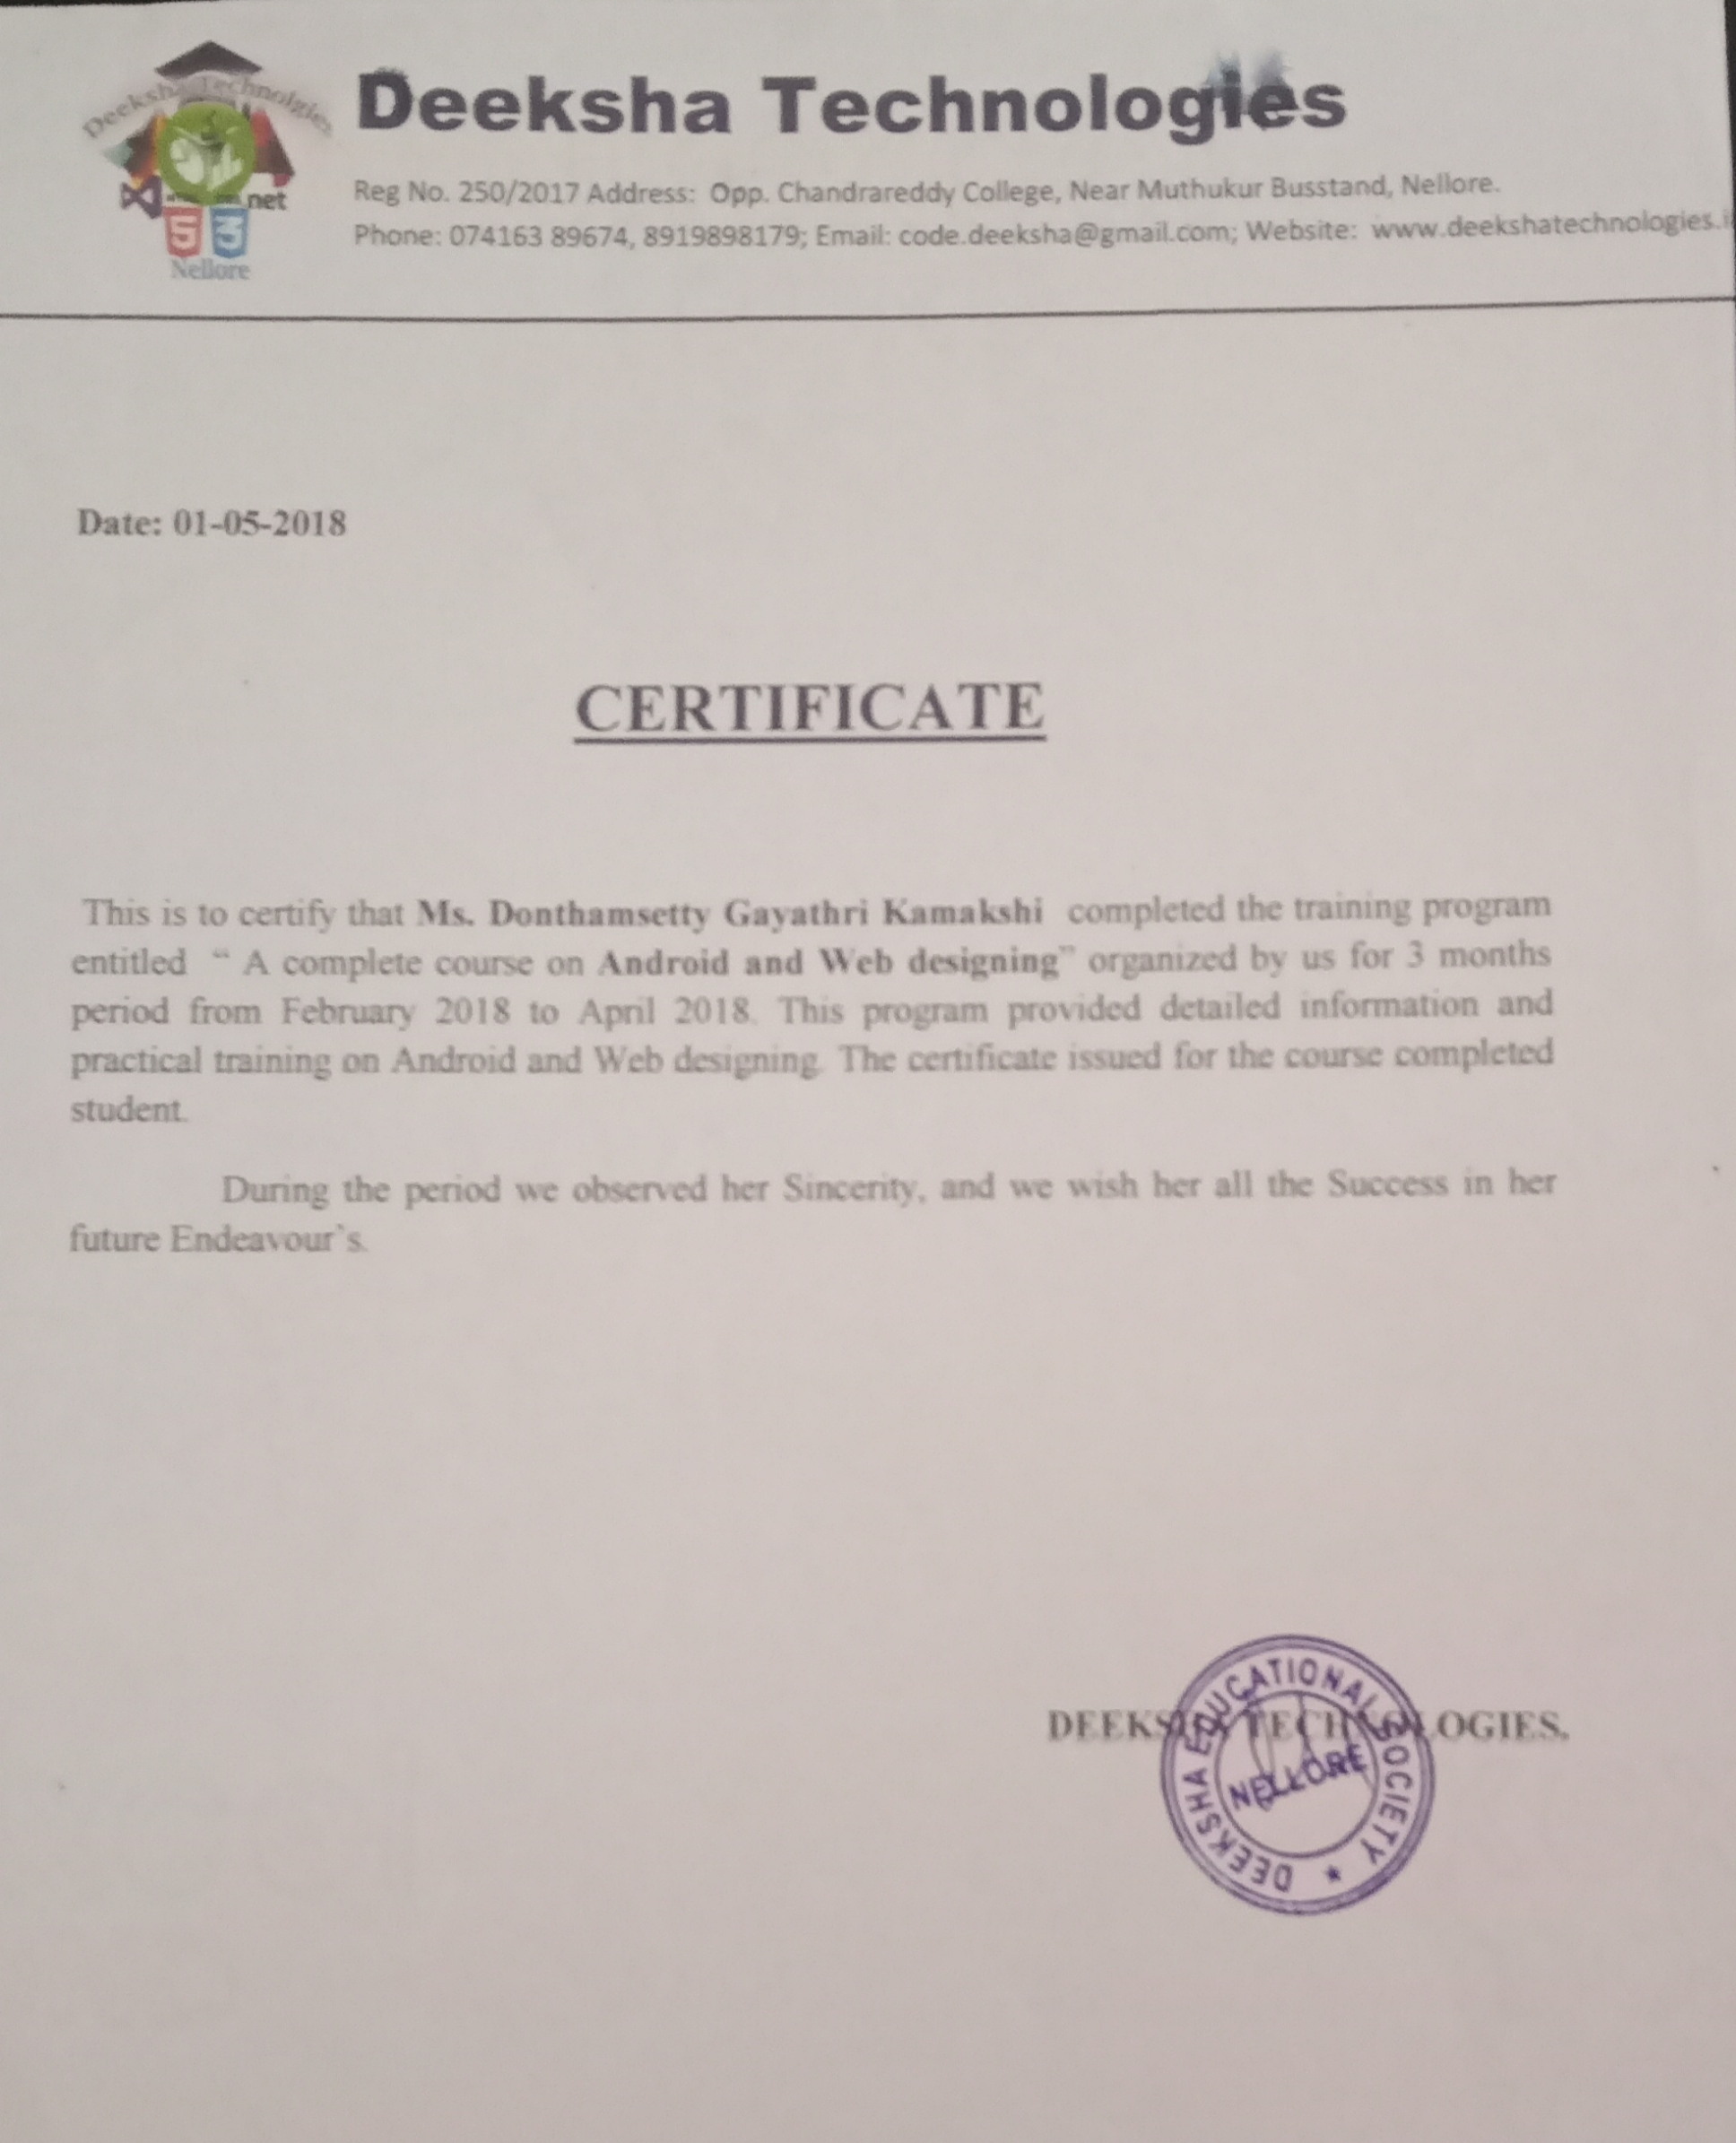 Deeksha Technolgies
.net
5 3
Nellore
Deeksha Technologies
Reg No. 250/2017 Address: Opp. Chandrareddy College, Near Muthukur Busstand, Nellore.
Phone: 074163 89674, 8919898179; Email: code.deeksha@gmail.com; Website: www.deekshatechnologies.i
Date: 01-05-2018
CERTIFICATE
This is to certify that Ms. Donthamsetty Gayathri Kamakshi completed the training program
entitled “ A complete course on Android and Web designing” organized by us for 3 months
period from February 2018 to April 2018. This program provided detailed information and
practical training on Android and Web designing. The certificate issued for the course completed
student.
During the period we observed her Sincerity, and we wish her all the Success in her
future Endeavour`s.
DEEKSHA TECHNOLOGIES.
DEEKSHA EDUCATIONAL SOCIETY ★
NELLORE